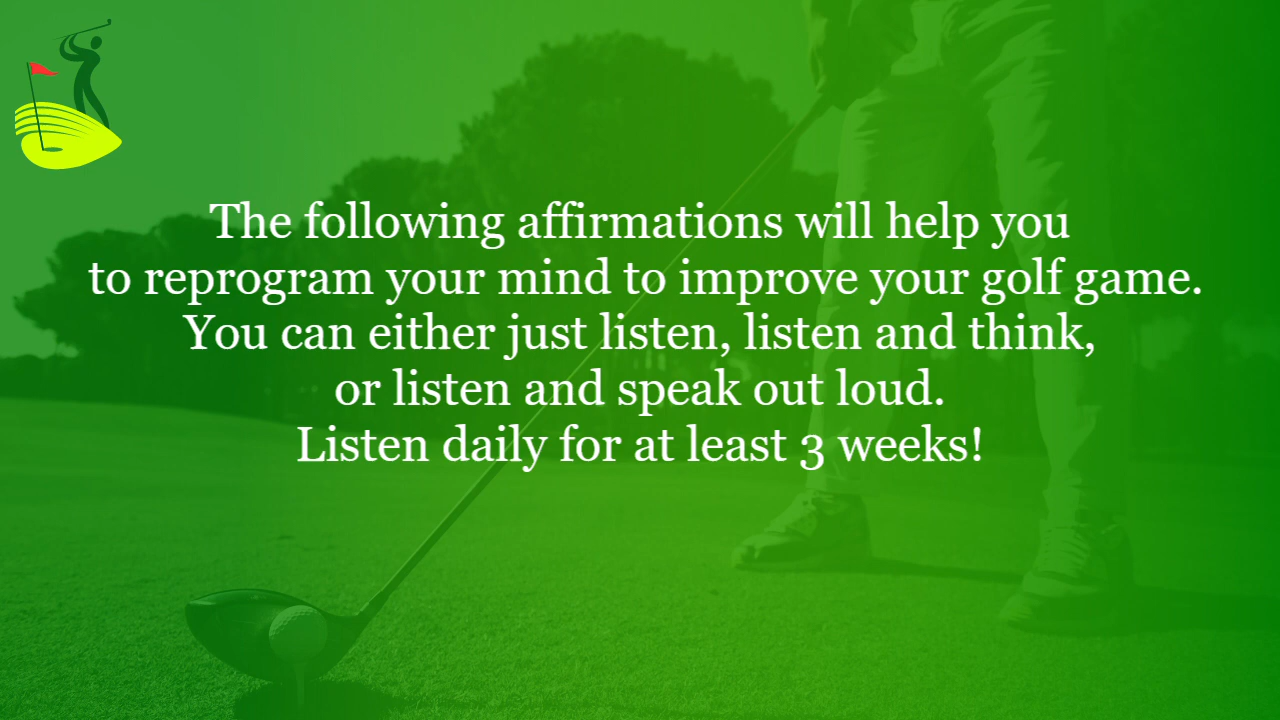 The following affirmations will help you
to reprogram your mind to improve your golf game.
You can either just listen, listen and think,
or listen and speak out loud.
Listen daily for at least 3 weeks!